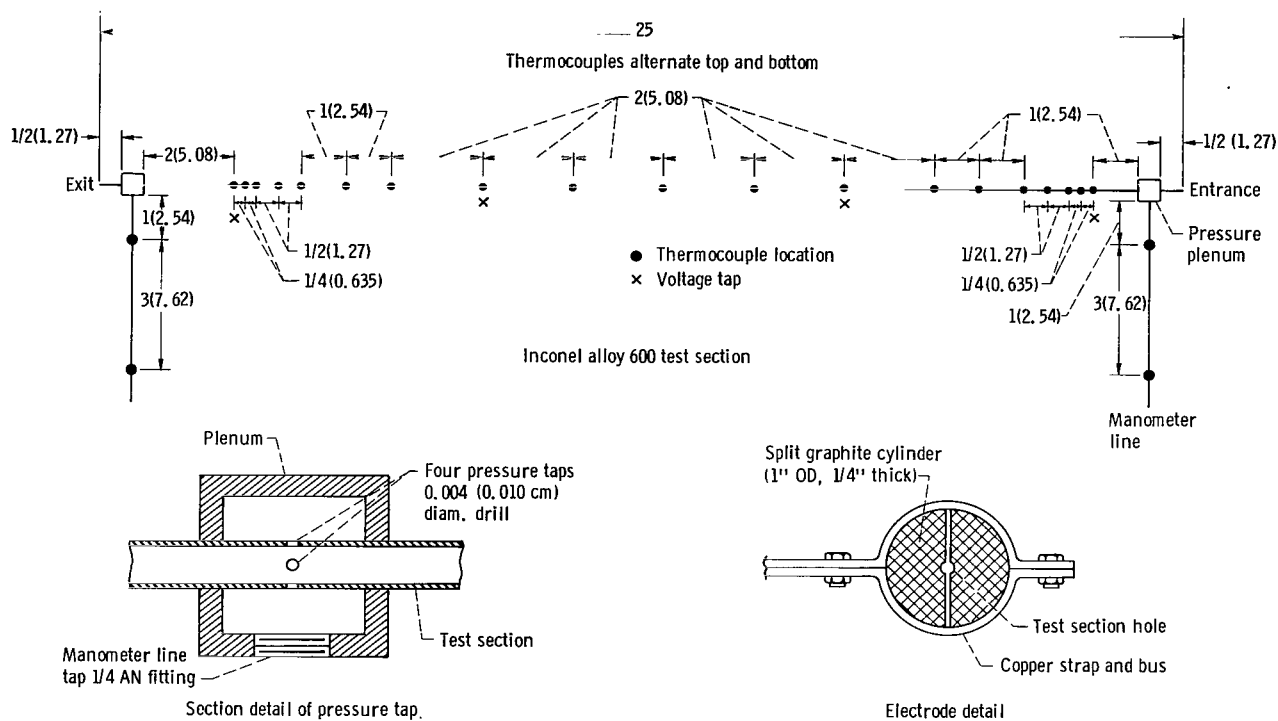 25
Thermocouples alternate top and bottom
2(5.08)
1(2.54)
1(2.54)
1/2(1.27)
2(5.08)
1/2 (1.27)
Exit
Entrance
1(2.54)
1/2(1.27)
1/4(0.635)
3(7.62)
● Thermocouple location
× Voltage tap
1/2(1.27)
1/4(0.635)
1(2.54)
3(7.62)
Pressure
plenum
Inconel alloy 600 test section
Manometer
line
Plenum
Four pressure taps
0.004 (0.010 cm)
diam. drill
Test section
Manometer line
tap 1/4 AN fitting
Section detail of pressure tap.
Split graphite cylinder
(1" OD, 1/4" thick)
Test section hole
Copper strap and bus
Electrode detail